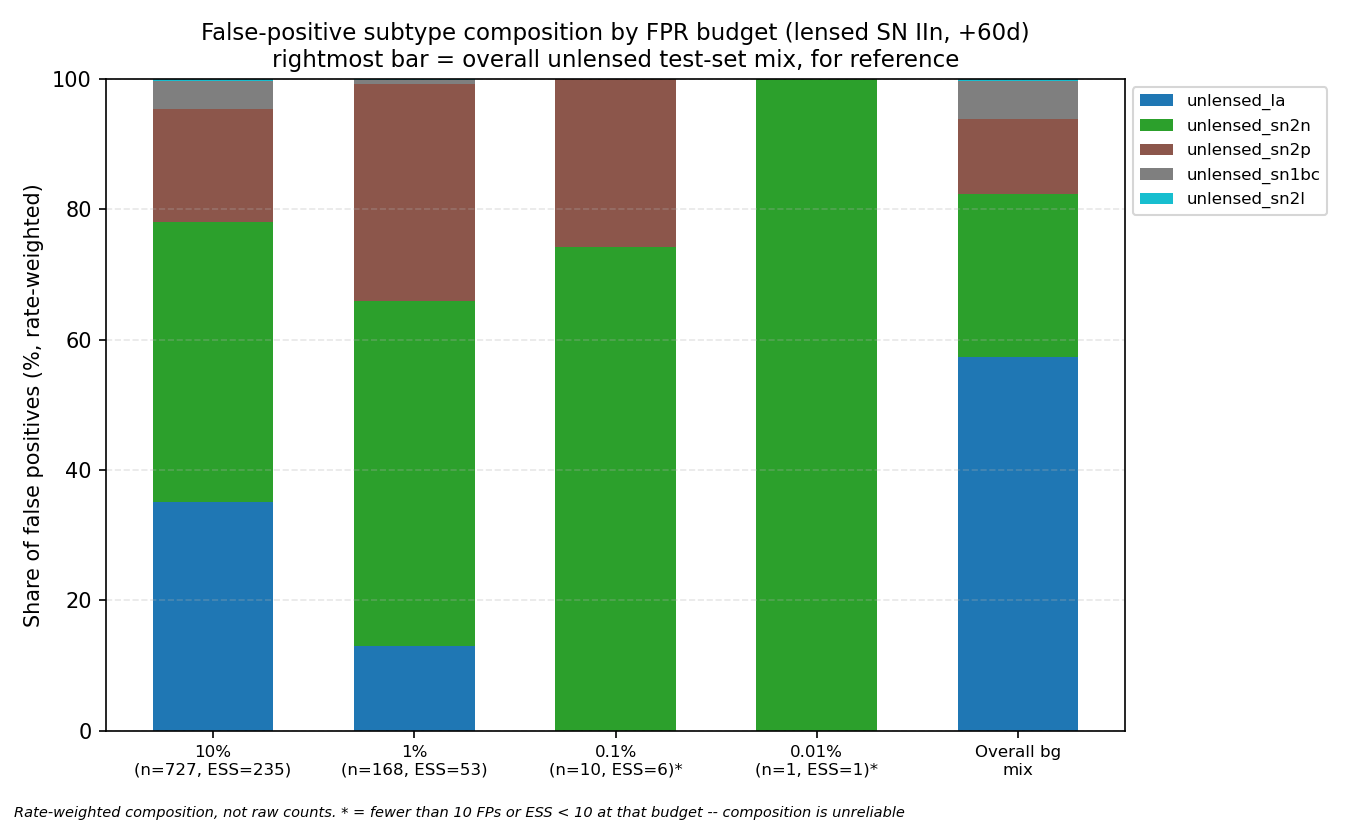 False-positive subtype composition by FPR budget (lensed SN IIn, +60d)
rightmost bar = overall unlensed test-set mix, for reference
Share of false positives (%, rate-weighted)
100
80
60
40
20
0
unlensed_Ia
unlensed_sn2n
unlensed_sn2p
unlensed_sn1bc
unlensed_sn2l
10%
(n=727, ESS=235)
1%
(n=168, ESS=53)
0.1%
(n=10, ESS=6)*
0.01%
(n=1, ESS=1)*
Overall bg
mix
Rate-weighted composition, not raw counts. * = fewer than 10 FPs or ESS < 10 at that budget -- composition is unreliable